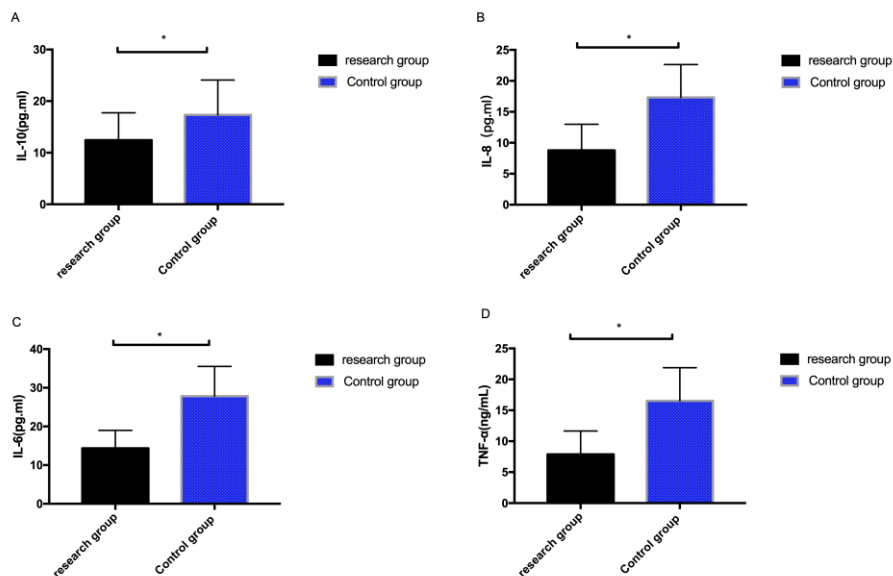 A
*
30
20
10
0
IL-10(pg.ml)
research group
Control group
research group
Control group
B
*
25
20
15
10
5
0
IL-8 (pg.ml)
research group
Control group
research group
Control group
C
*
40
30
20
10
0
IL-6(pg.ml)
research group
Control group
research group
Control group
D
*
25
20
15
10
5
0
TNF-α(ng/mL)
research group
Control group
research group
Control group